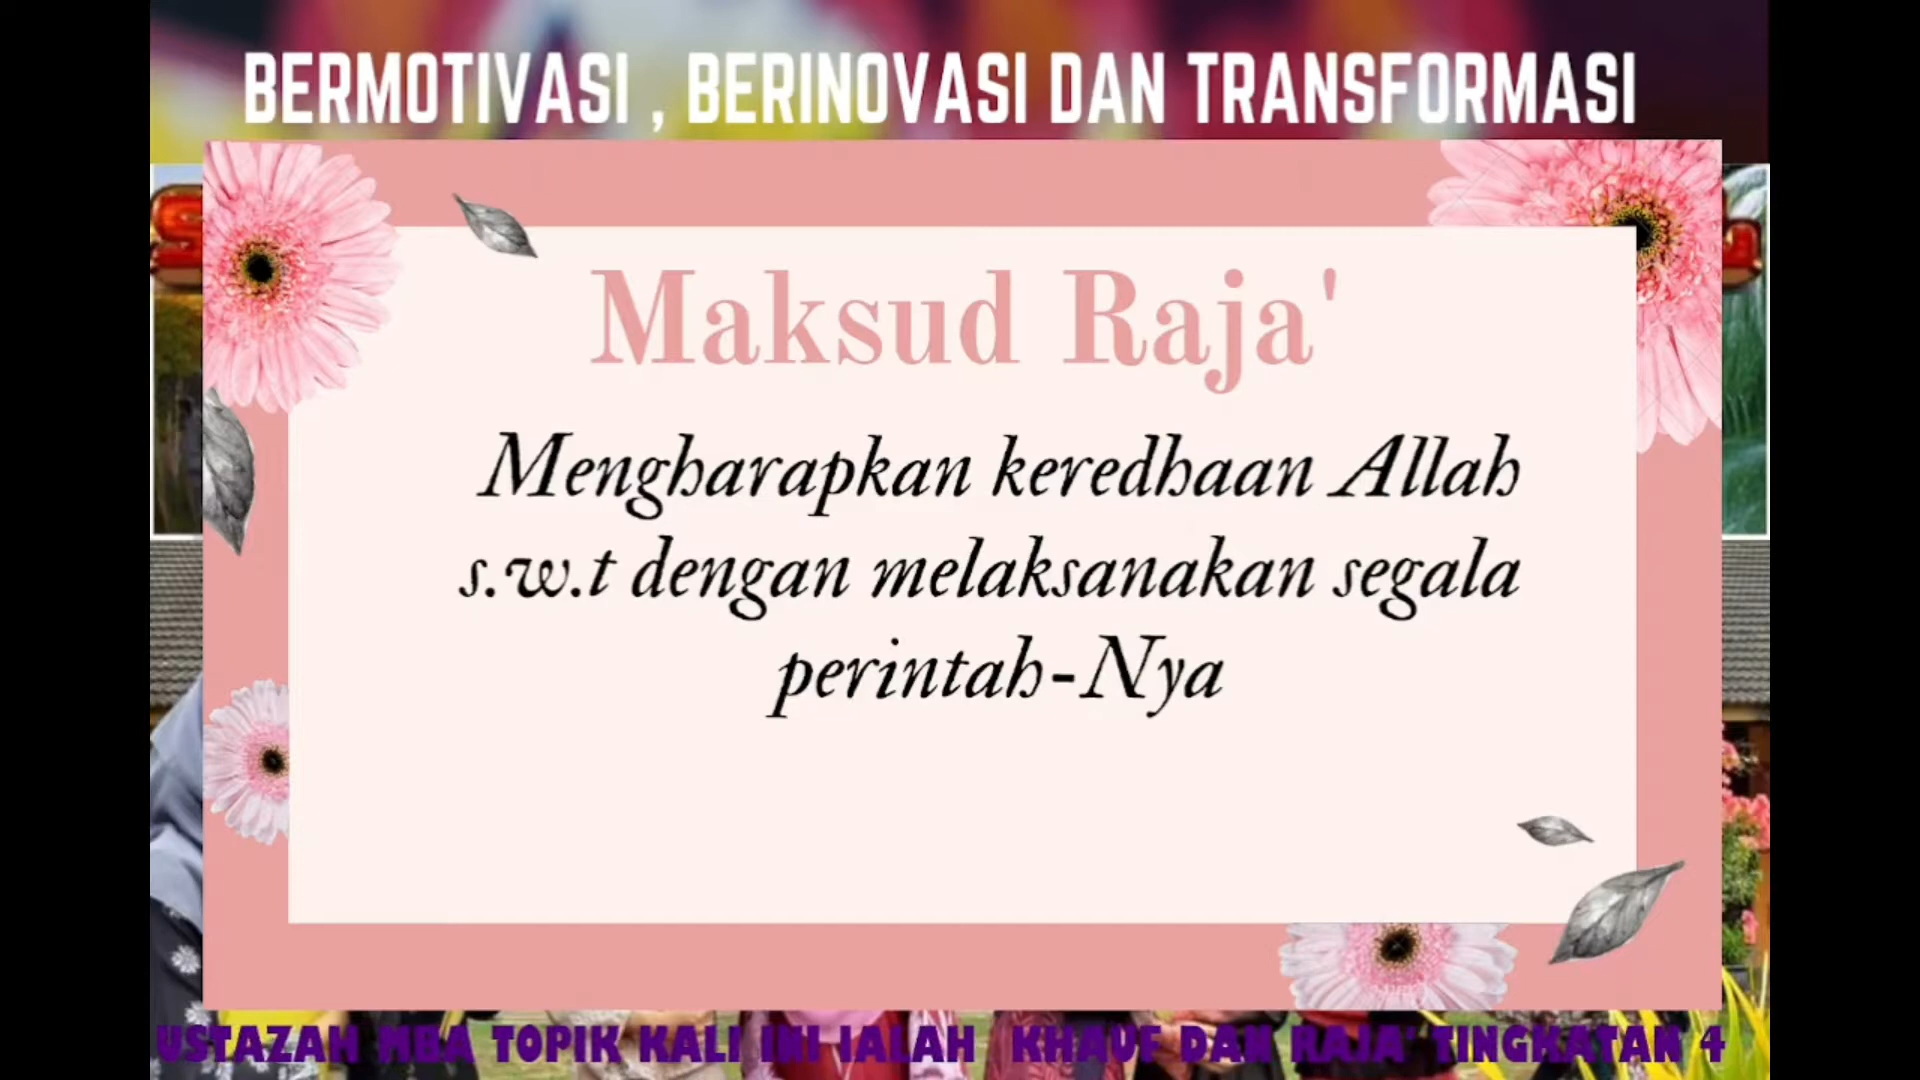 BERMOTIVASI , BERINOVASI DAN TRANSFORMASI
Maksud Raja'
Mengharapkan keredhaan Allah
s.w.t dengan melaksanakan segala
perintah-Nya
USTAZAH MBA TOPIK KALI INI IALAH KHAUF DAN RAJA' TINGKATAN 4